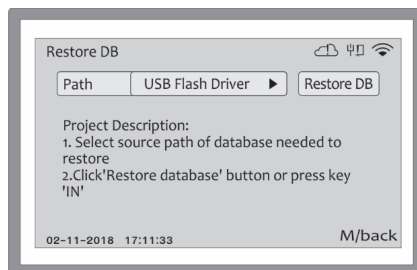 Restore DB
Path USB Flash Driver Restore DB
Project Description:
1. Select source path of database needed to
restore
2.Click'Restore database' button or press key
'IN'
02-11-2018 17:11:33 M/back